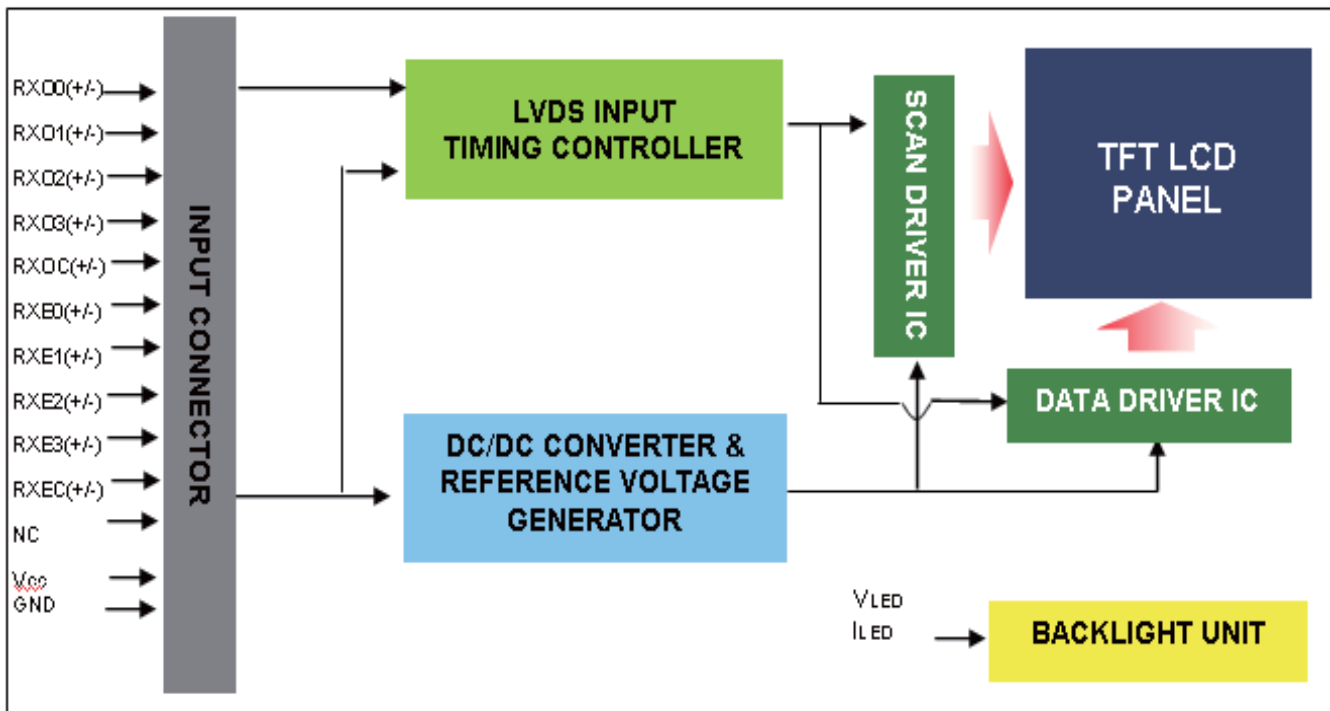 RXO0(+/-)
RXO1(+/-)
RXO2(+/-)
RXO3(+/-)
RXOC(+/-)
RXE0(+/-)
RXE1(+/-)
RXE2(+/-)
RXE3(+/-)
RXEC(+/-)
NC
Vcc
GND
INPUT CONNECTOR
LVDS INPUT
TIMING CONTROLLER
DC/DC CONVERTER &
REFERENCE VOLTAGE
GENERATOR
SCAN DRIVER IC
TFT LCD
PANEL
DATA DRIVER IC
VLED
ILED
BACKLIGHT UNIT